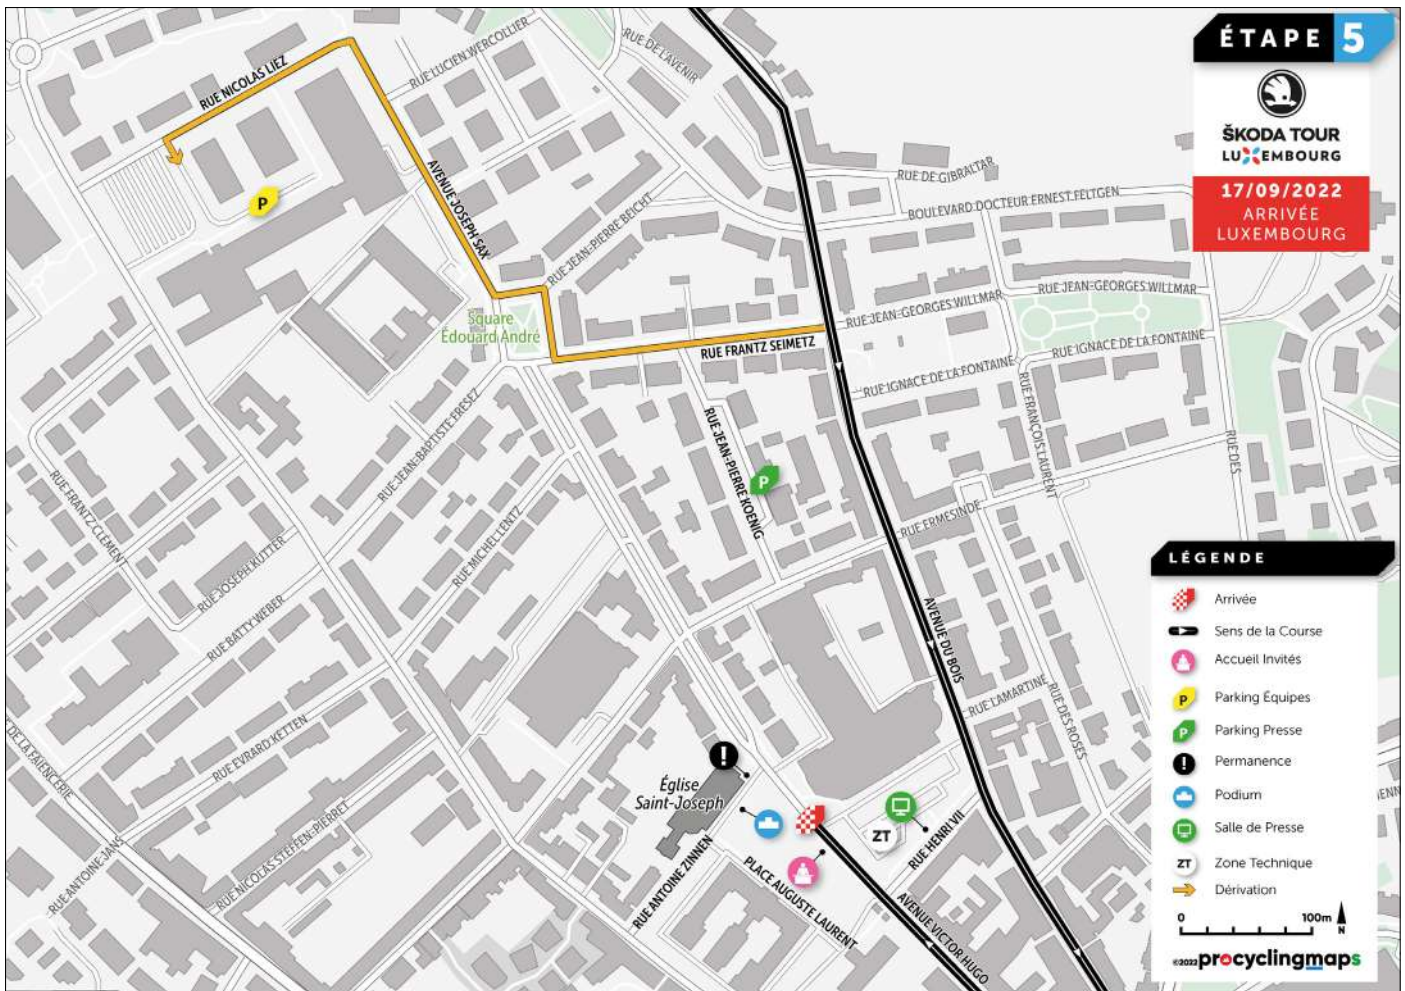 ÉTAPE 5
ŠKODA TOUR
LUXEMBOURG
17/09/2022
ARRIVÉE
LUXEMBOURG
RUE NICOLAS LIEZ
RUE LUCIEN WERCOLLIER
RUE DE L'AVENIR
AVENUE JOSEPH SAX
RUE JEAN-PIERRE BEICHT
RUE DE GIBRALTAR
BOULEVARD DOCTEUR ERNEST FELTGEN
P
Square
Édouard André
RUE FRANTZ SEIMETZ
RUE JEAN-GEORGES WILLMAR
RUE JEAN-GEORGES WILLMAR
RUE IGNACE DE LA FONTAINE
RUE IGNACE DE LA FONTAINE
RUE FRANÇOIS LAURENT
RUE DES
RUE JEAN-BAPTISTE FRESEZ
RUE JEAN-PIERRE KOENIG
P
RUE FRANTZ CLÉMENT
RUE JOSEPH KUTTER
RUE BATTY WEBER
RUE MICHEL LENTZ
RUE ERMESINDE
AVENUE DU BOIS
RUE LAMARTINE
RUE DES ROSES
RUE EVRARD KETTEN
DE LA FAIENCERIE
RUE ANTOINE JANS
RUE NICOLAS STEFFEN-PIERRET
!
Église
Saint-Joseph
RUE ANTOINE ZINNEN
PLACE AUGUSTE LAURENT
ZT
RUE HENRI VII
AVENUE VICTOR HUGO
LÉGENDE
Arrivée
Sens de la Course
Accueil Invités
P Parking Équipes
P Parking Presse
! Permanence
Podium
Salle de Presse
ZT Zone Technique
Dérivation
0 100m
N
©2022 procyclingmaps